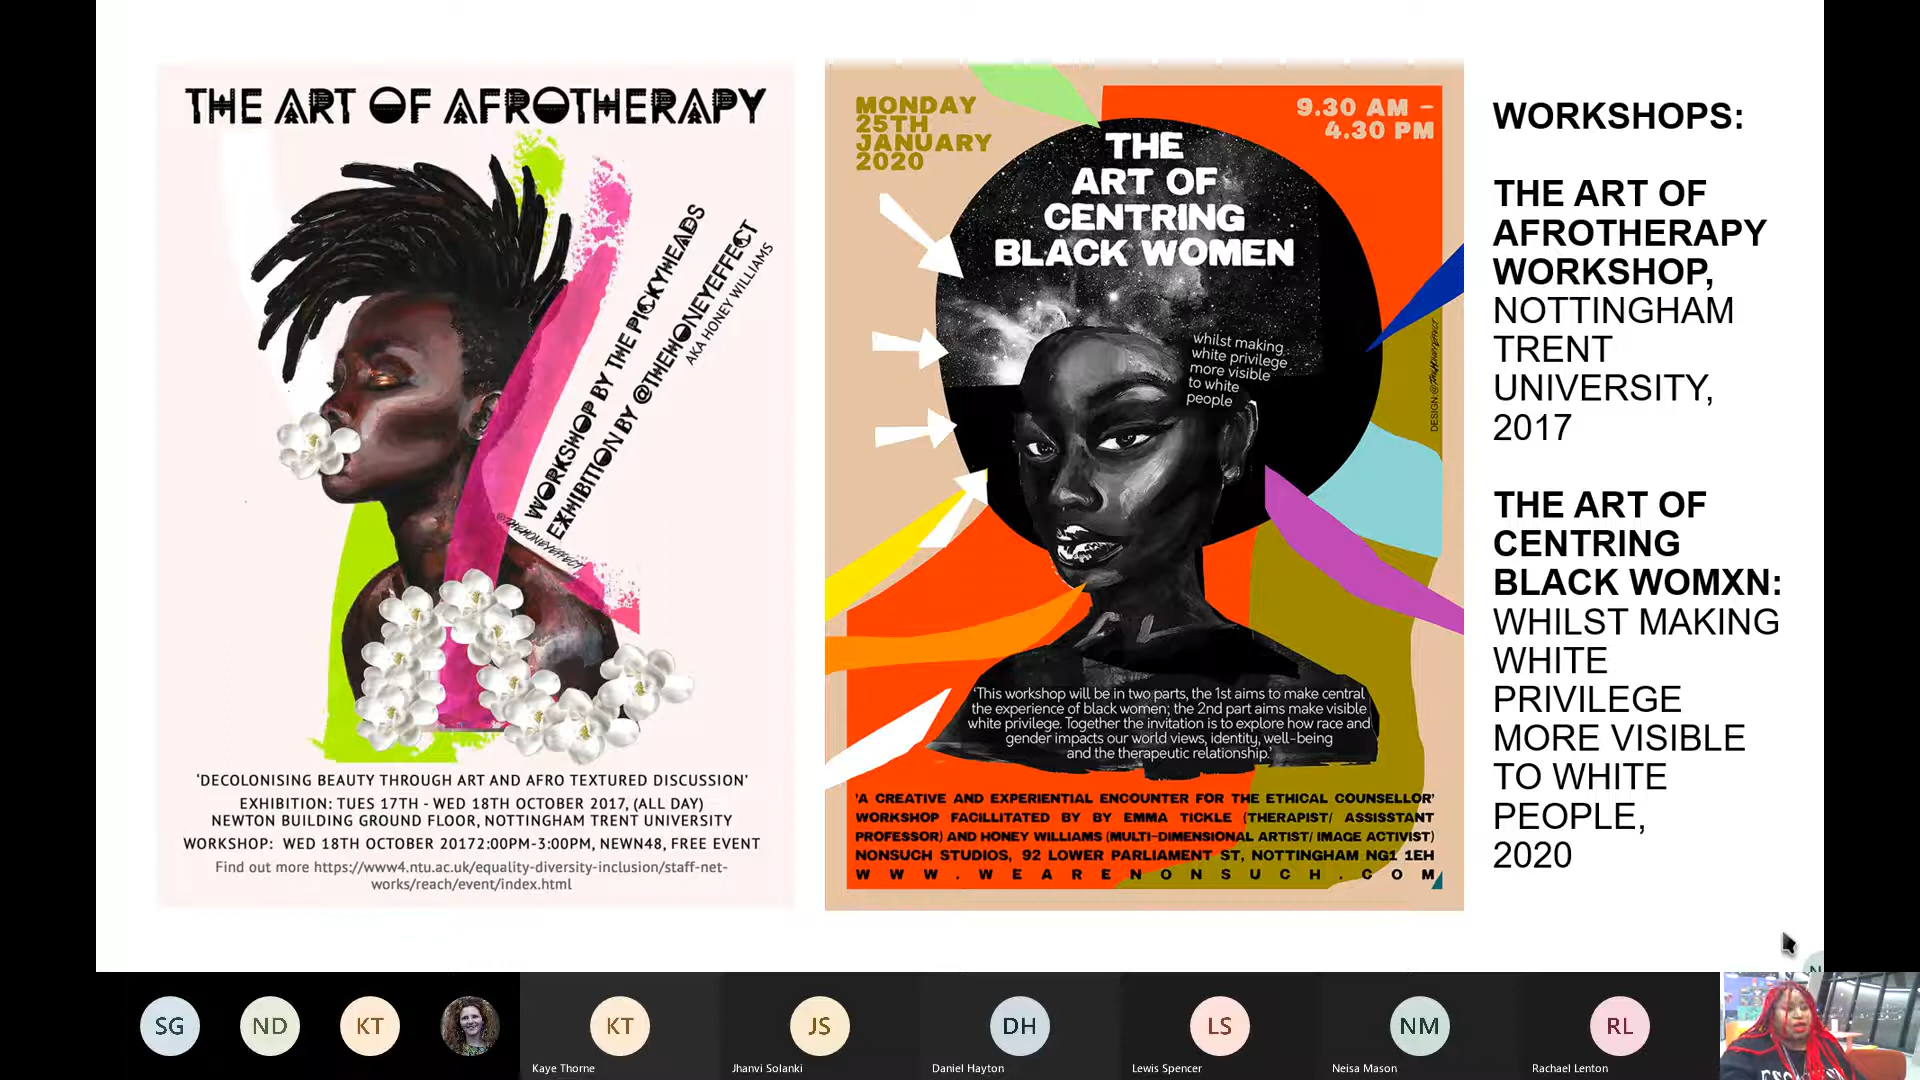 THE ART OF AFROTHERAPY
WORKSHOP BY THE PICKYHEADS
EXHIBITION BY @THEHONEYEFFECT
AKA HONEY WILLIAMS
@THEHONEYEFFECT
'DECOLONISING BEAUTY THROUGH ART AND AFRO TEXTURED DISCUSSION'
EXHIBITION: TUES 17TH - WED 18TH OCTOBER 2017, (ALL DAY)
NEWTON BUILDING GROUND FLOOR, NOTTINGHAM TRENT UNIVERSITY
WORKSHOP: WED 18TH OCTOBER 20172:00PM-3:00PM, NEWN48, FREE EVENT
Find out more https://www4.ntu.ac.uk/equality-diversity-inclusion/staff-net-
works/reach/event/index.html
MONDAY
25TH
JANUARY
2020
9.30 AM –
4.30 PM
THE
ART OF
CENTRING
BLACK WOMEN
whilst making
white privilege
more visible
to white
people
DESIGN:@THEHONEYEFFECT
'This workshop will be in two parts, the 1st aims to make central
the experience of black women; the 2nd part aims make visible
white privilege. Together the invitation is to explore how race and
gender impacts our world views, identity, well-being
and the therapeutic relationship.'
'A CREATIVE AND EXPERIENTIAL ENCOUNTER FOR THE ETHICAL COUNSELLOR'
WORKSHOP FACILLITATED BY BY EMMA TICKLE (THERAPIST/ ASSISSTANT
PROFESSOR) AND HONEY WILLIAMS (MULTI-DIMENSIONAL ARTIST/ IMAGE ACTIVIST)
NONSUCH STUDIOS, 92 LOWER PARLIAMENT ST, NOTTINGHAM NG1 1EH
WWW.WEARENONSUCH.COM
WORKSHOPS:
THE ART OF
AFROTHERAPY
WORKSHOP,
NOTTINGHAM
TRENT
UNIVERSITY,
2017
THE ART OF
CENTRING
BLACK WOMXN:
WHILST MAKING
WHITE
PRIVILEGE
MORE VISIBLE
TO WHITE
PEOPLE,
2020
SG
ND
KT
KT
JS
DH
LS
NM
RL
Kaye Thorne
Jhanvi Solanki
Daniel Hayton
Lewis Spencer
Neisa Mason
Rachael Lenton